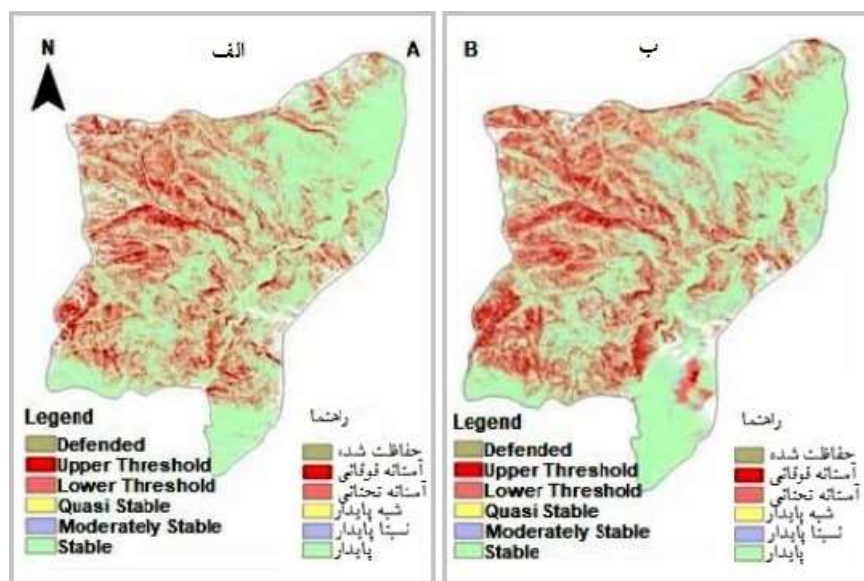 N الف A
Legend
Defended
Upper Threshold
Lower Threshold
Quasi Stable
Moderately Stable
Stable
راهنما
حفاظت شده
آستانه فوقانی
آستانه تحتانی
شبه پایدار
نسبتا پایدار
پایدار
B ب
Legend
Defended
Upper Threshold
Lower Threshold
Quasi Stable
Moderately Stable
Stable
راهنما
حفاظت شده
آستانه فوقانی
آستانه تحتانی
شبه پایدار
نسبتا پایدار
پایدار